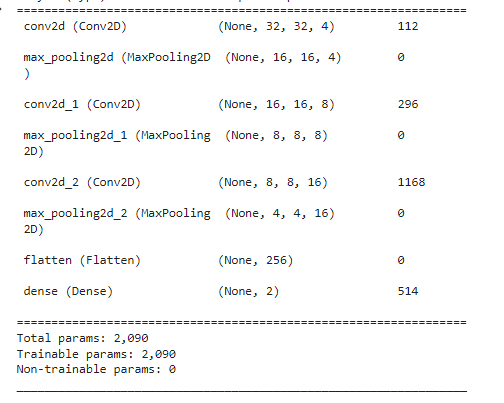 =================================================================
conv2d (Conv2D) (None, 32, 32, 4) 112
max_pooling2d (MaxPooling2D (None, 16, 16, 4) 0
)
conv2d_1 (Conv2D) (None, 16, 16, 8) 296
max_pooling2d_1 (MaxPooling (None, 8, 8, 8) 0
2D)
conv2d_2 (Conv2D) (None, 8, 8, 16) 1168
max_pooling2d_2 (MaxPooling (None, 4, 4, 16) 0
2D)
flatten (Flatten) (None, 256) 0
dense (Dense) (None, 2) 514
=================================================================
Total params: 2,090
Trainable params: 2,090
Non-trainable params: 0
_________________________________________________________________